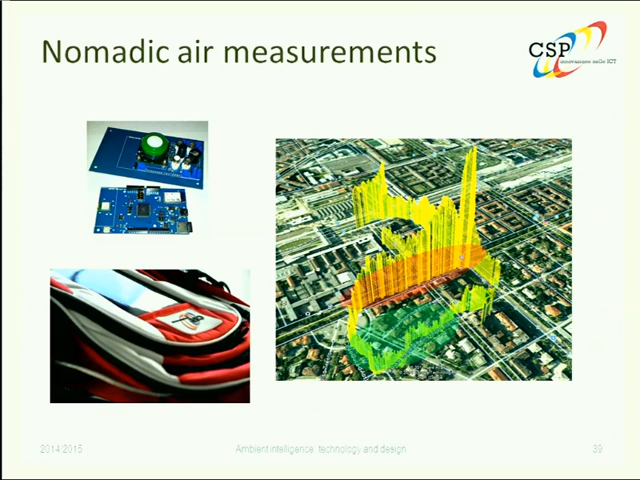 Nomadic air measurements
CSP
innovazione nelle ICT
2014:2015
Ambient intelligence: technology and design
39